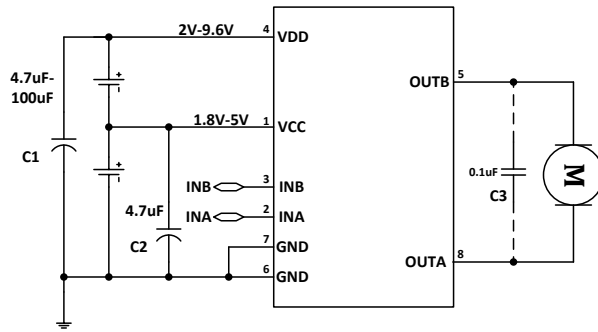 2V-9.6V
4
VDD
4.7uF-
100uF
C1
+
-
1.8V-5V
1
VCC
+
-
INB
3
INB
4.7uF
C2
INA
2
INA
7
GND
6
GND
OUTB
5
0.1uF
C3
M
OUTA
8